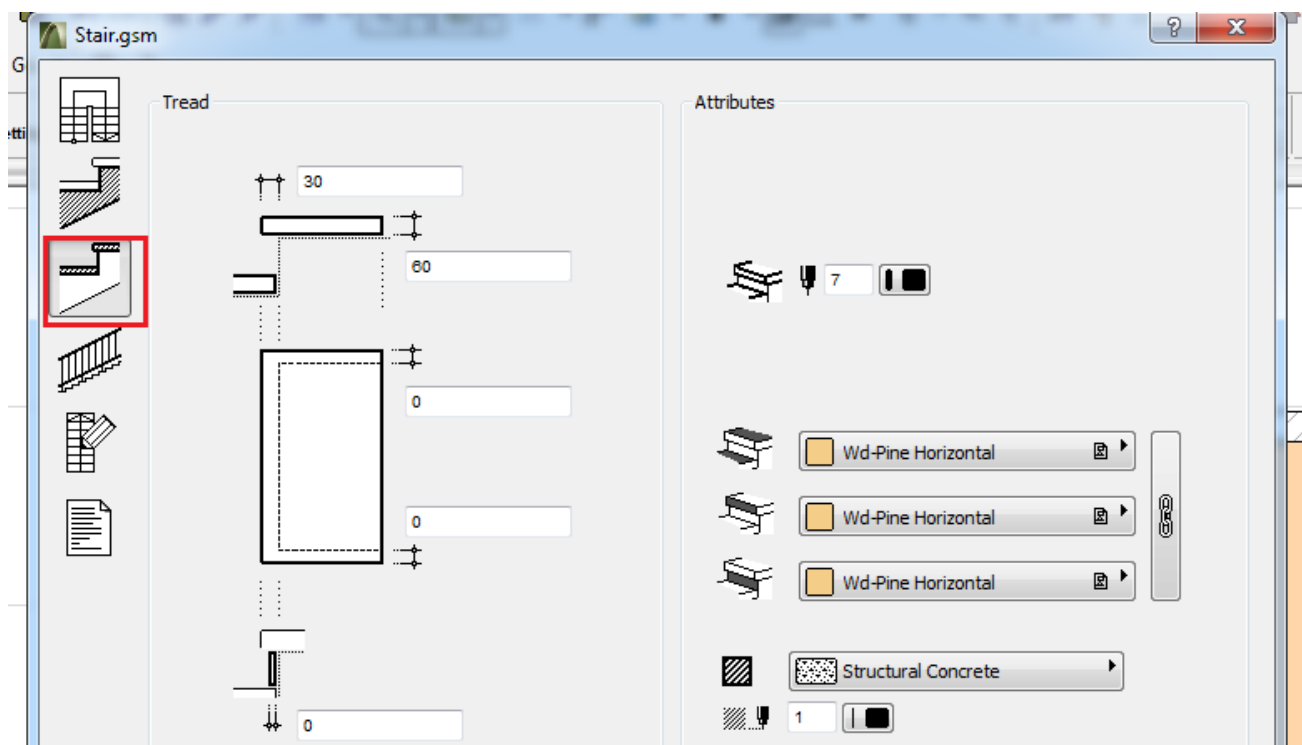 Stair.gsm
G
etti
Tread
Attributes
30
60
7
0
Wd-Pine Horizontal
0
Wd-Pine Horizontal
Wd-Pine Horizontal
Structural Concrete
0
1